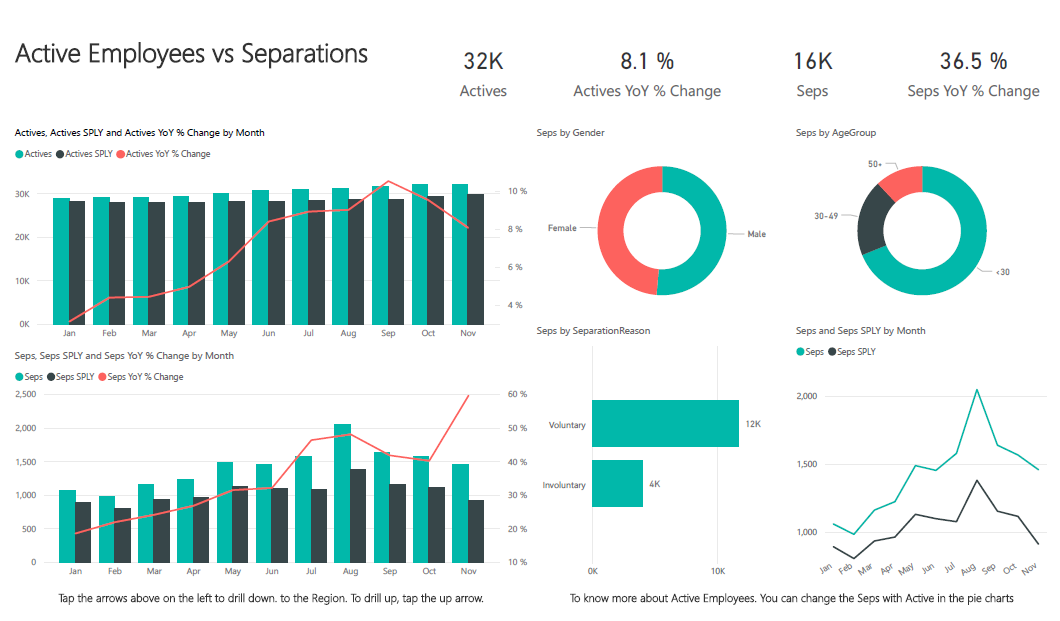 Active Employees vs Separations
32K
Actives
8.1 %
Actives YoY % Change
16K
Seps
36.5 %
Seps YoY % Change
Actives, Actives SPLY and Actives YoY % Change by Month
Actives Actives SPLY Actives YoY % Change
30K
20K
10K
0K
10 %
8 %
6 %
4 %
Jan Feb Mar Apr May Jun Jul Aug Sep Oct Nov
Seps by Gender
Female
Male
Seps by AgeGroup
50+
30-49
<30
Seps, Seps SPLY and Seps YoY % Change by Month
Seps Seps SPLY Seps YoY % Change
2,500
2,000
1,500
1,000
500
0
60 %
50 %
40 %
30 %
20 %
10 %
Jan Feb Mar Apr May Jun Jul Aug Sep Oct Nov
Seps by SeparationReason
Voluntary
12K
Involuntary
4K
0K 10K
Seps and Seps SPLY by Month
Seps Seps SPLY
2,000
1,500
1,000
Jan Feb Mar Apr May Jun Jul Aug Sep Oct Nov
Tap the arrows above on the left to drill down. to the Region. To drill up, tap the up arrow.
To know more about Active Employees. You can change the Seps with Active in the pie charts